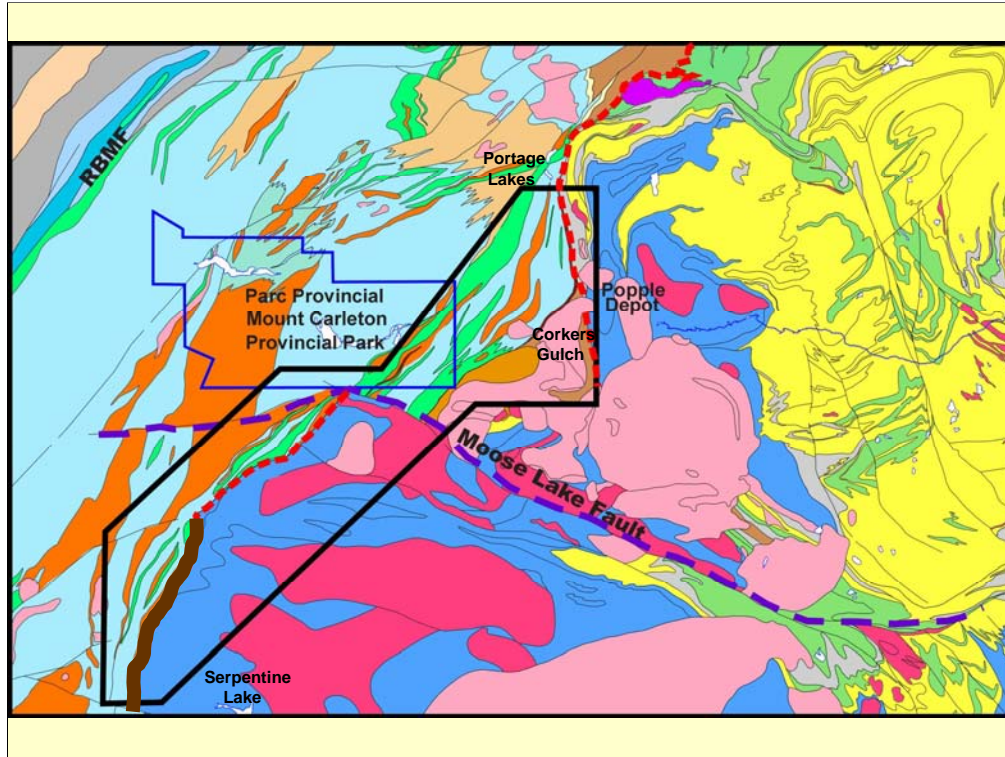 RBMF
Portage
Lakes
Parc Provincial
Mount Carleton
Provincial Park
Popple
Depot
Corkers
Gulch
Moose Lake Fault
Serpentine
Lake